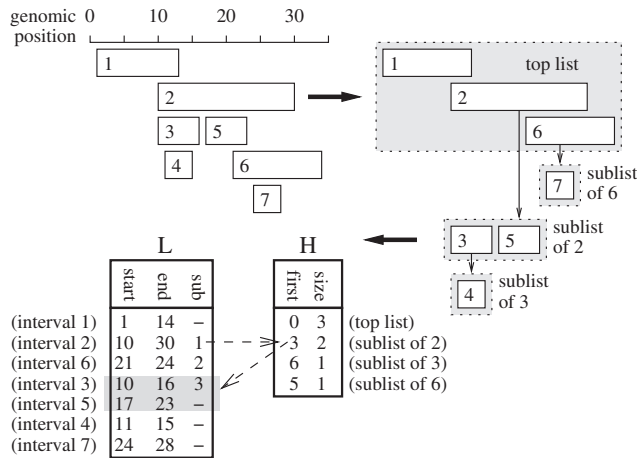 genomic position 0 10 20 30
1
2
3 5
4 6
7
1 top list
2
6
7 sublist of 6
3 5 sublist of 2
4 sublist of 3
L H
start end sub first size
(interval 1) 1 14 – 0 3 (top list)
(interval 2) 10 30 1 3 2 (sublist of 2)
(interval 6) 21 24 2 6 1 (sublist of 3)
(interval 3) 10 16 3 5 1 (sublist of 6)
(interval 5) 17 23 –
(interval 4) 11 15 –
(interval 7) 24 28 –